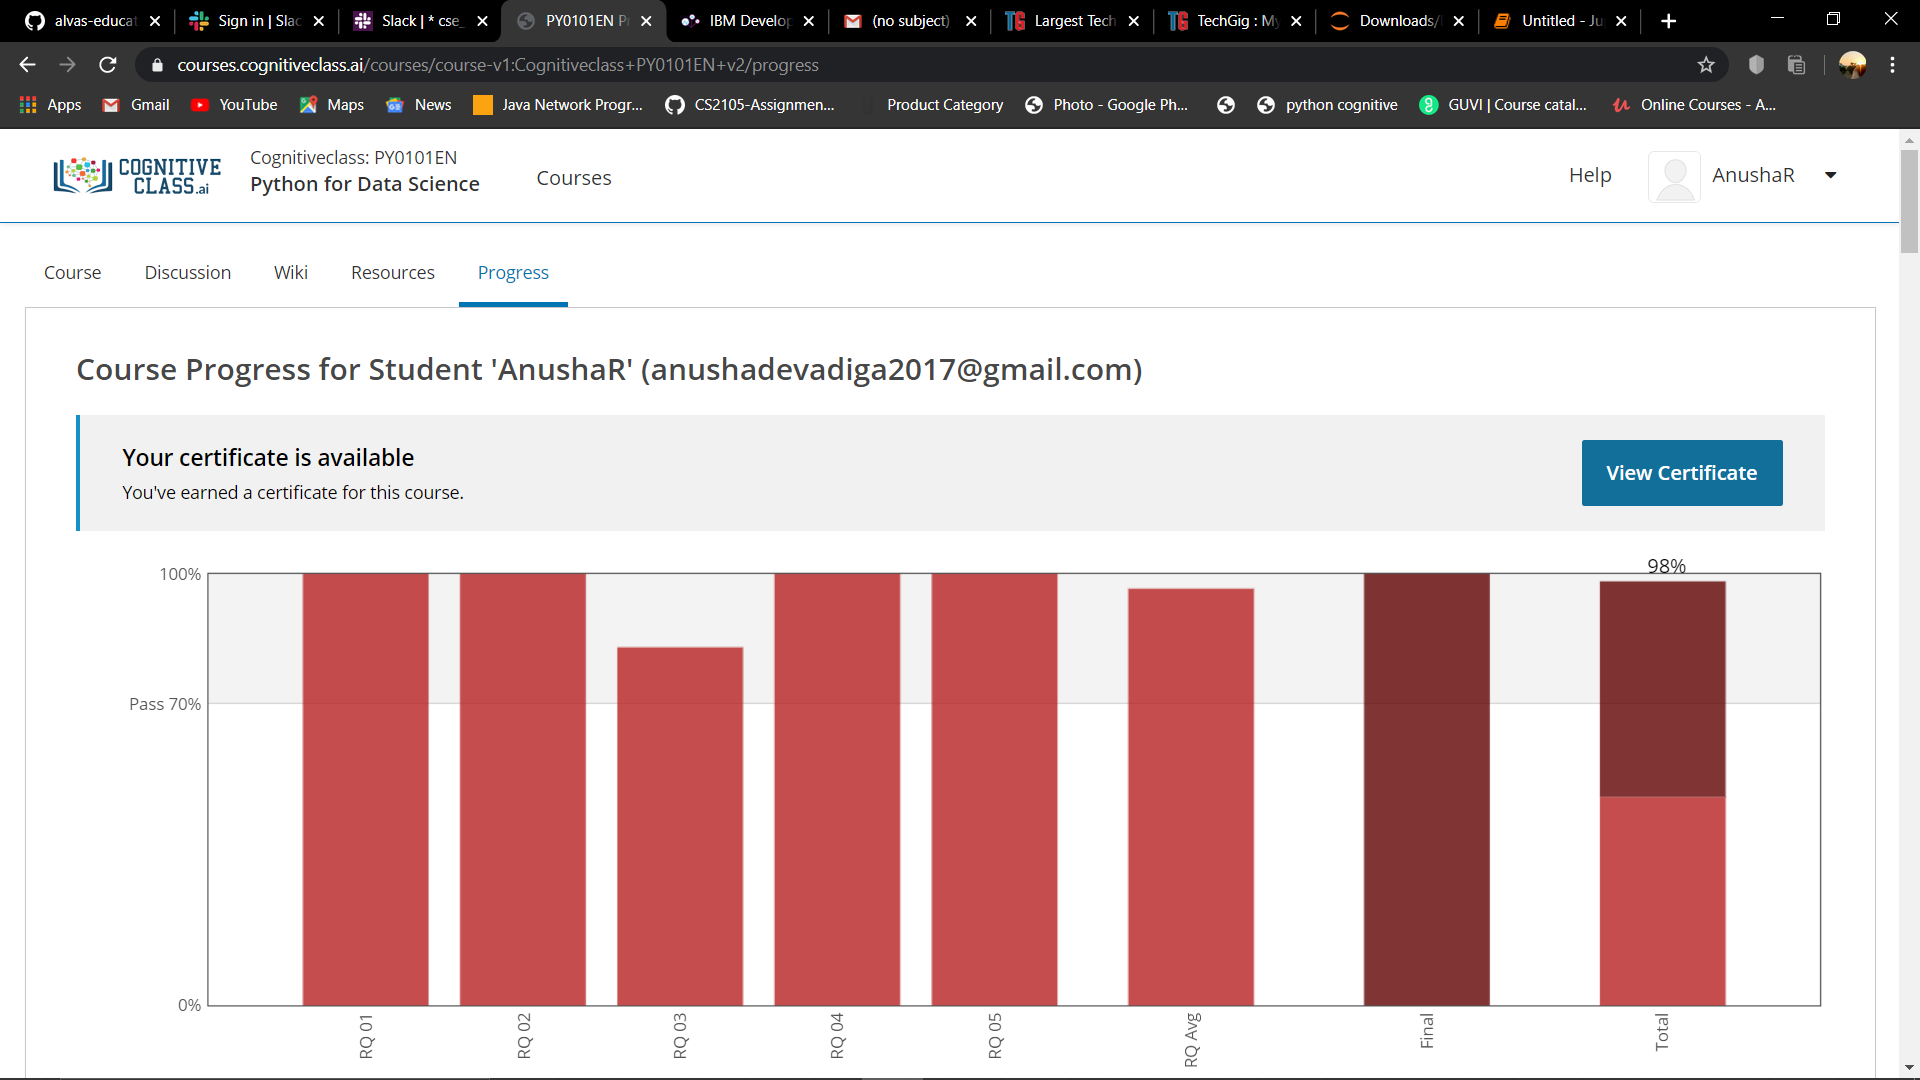 alvas-educat
Sign in | Slac
Slack | * cse_
PY0101EN Pr
IBM Develop
(no subject)
Largest Tech
TechGig : My
Downloads/
Untitled - Ju
courses.cognitiveclass.ai/courses/course-v1:Cognitiveclass+PY0101EN+v2/progress
Apps
Gmail
YouTube
Maps
News
Java Network Progr...
CS2105-Assignmen...
Product Category
Photo - Google Ph...
python cognitive
GUVI | Course catal...
Online Courses - A...
COGNITIVE
CLASS.ai
Cognitiveclass: PY0101EN
Python for Data Science
Courses
Help
AnushaR
Course
Discussion
Wiki
Resources
Progress
Course Progress for Student 'AnushaR' (anushadevadiga2017@gmail.com)
Your certificate is available
You've earned a certificate for this course.
View Certificate
98%
100%
Pass 70%
0%
RQ 01
RQ 02
RQ 03
RQ 04
RQ 05
RQ Avg
Final
Total